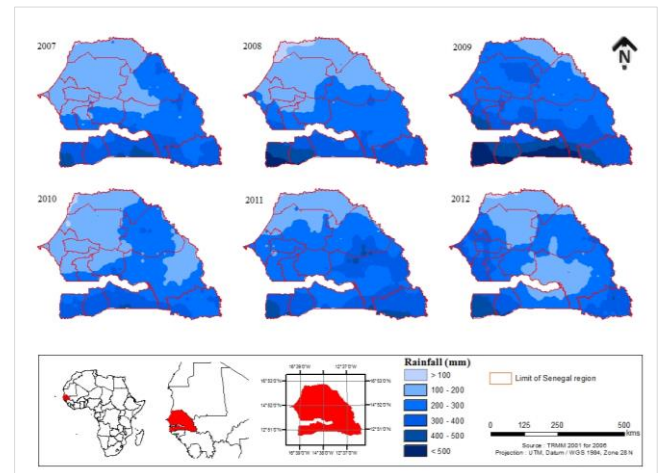 2007
2008
2009
N
2010
2011
2012
Rainfall (mm)
> 100
100 - 200
200 - 300
300 - 400
400 - 500
< 500
Limit of Senegal region
0 125 250 500
kms
Source : TRMM 2001 for 2006
Projection : UTM, Datum / WGS 1984, Zone 28 N